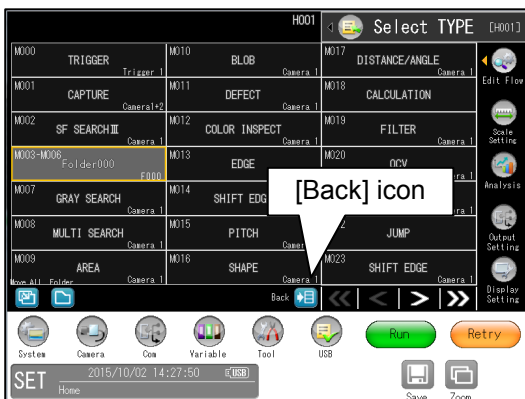 H001
Select TYPE
[H001]
M000
TRIGGER
Trigger 1
M010
BLOB
Camera 1
M017
DISTANCE/ANGLE
Camera 1
Edit Flow
M001
CAPTURE
Camera1+2
M011
DEFECT
Camera 1
M018
CALCULATION
M002
SF SEARCHⅢ
Camera 1
M012
COLOR INSPECT
Camera 1
M019
FILTER
Camera 1
Scale
Setting
M003-M006
Folder000
F000
M013
EDGE
M020
OCV
Analysis
M007
GRAY SEARCH
Camera 1
M014
SHIFT EDG
[Back] icon
M008
MULTI SEARCH
Camera 1
M015
PITCH
JUMP
Output
Setting
M009
AREA
Camera 1
M016
SHAPE
Camera 1
M023
SHIFT EDGE
Camera 1
Move ALL
Folder
Back
Display
Setting
System
Camera
Com
Variable
Tool
USB
Run
Retry
SET
2015/10/02 14:27:50
USB
Home
Save
Zoom